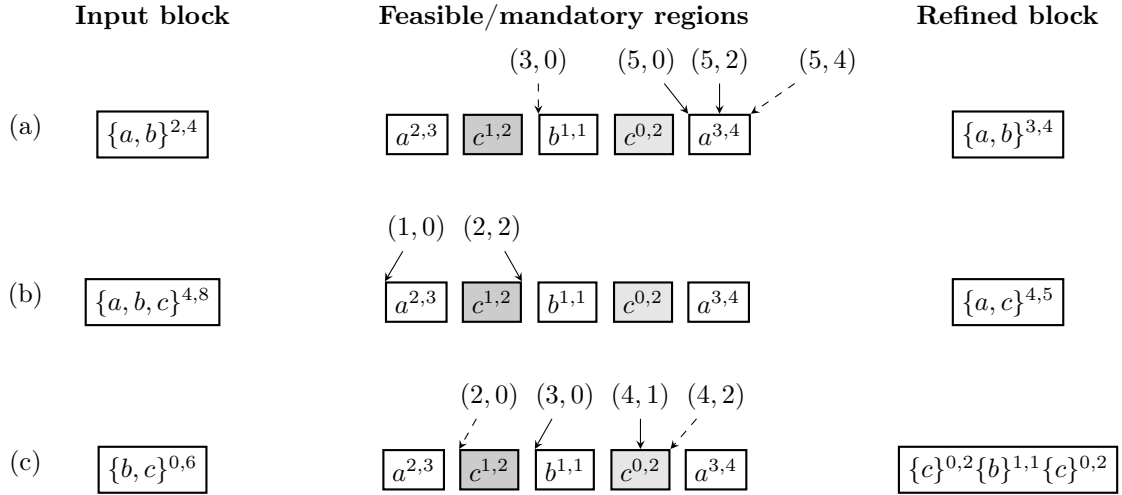 Input block Feasible/mandatory regions Refined block
(3, 0) (5, 0) (5, 2) (5, 4)
(a) {a, b}^{2,4} a^{2,3} c^{1,2} b^{1,1} c^{0,2} a^{3,4} {a, b}^{3,4}
(1, 0) (2, 2)
(b) {a, b, c}^{4,8} a^{2,3} c^{1,2} b^{1,1} c^{0,2} a^{3,4} {a, c}^{4,5}
(2, 0) (3, 0) (4, 1) (4, 2)
(c) {b, c}^{0,6} a^{2,3} c^{1,2} b^{1,1} c^{0,2} a^{3,4} {c}^{0,2}{b}^{1,1}{c}^{0,2}